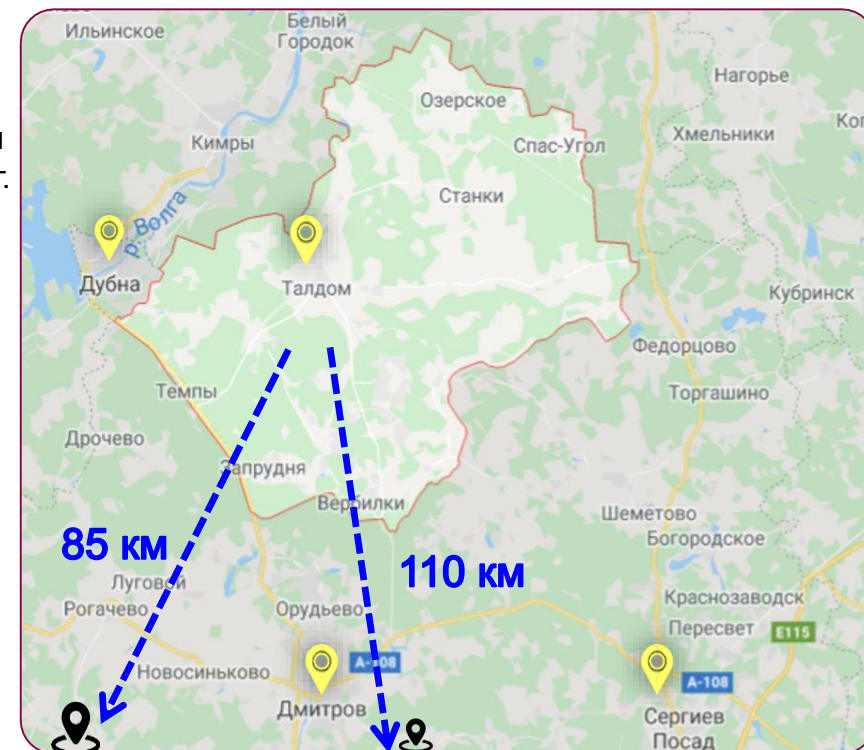 Ильинское
Белый
Городок
Нагорье
Озерское
Кимры
Спас-Угол
Хмельники
р. Волга
Станки
Дубна
Талдом
Кубринск
Федорцово
Темпы
Торгашино
Дрочево
Запрудня
Вербилки
Шеметово
85 км
Богородское
110 км
Луговой
Рогачево
Орудьево
Краснозаводск
Пересвет
E115
Новосиньково
А-108
А-108
Дмитров
Сергиев
Посад